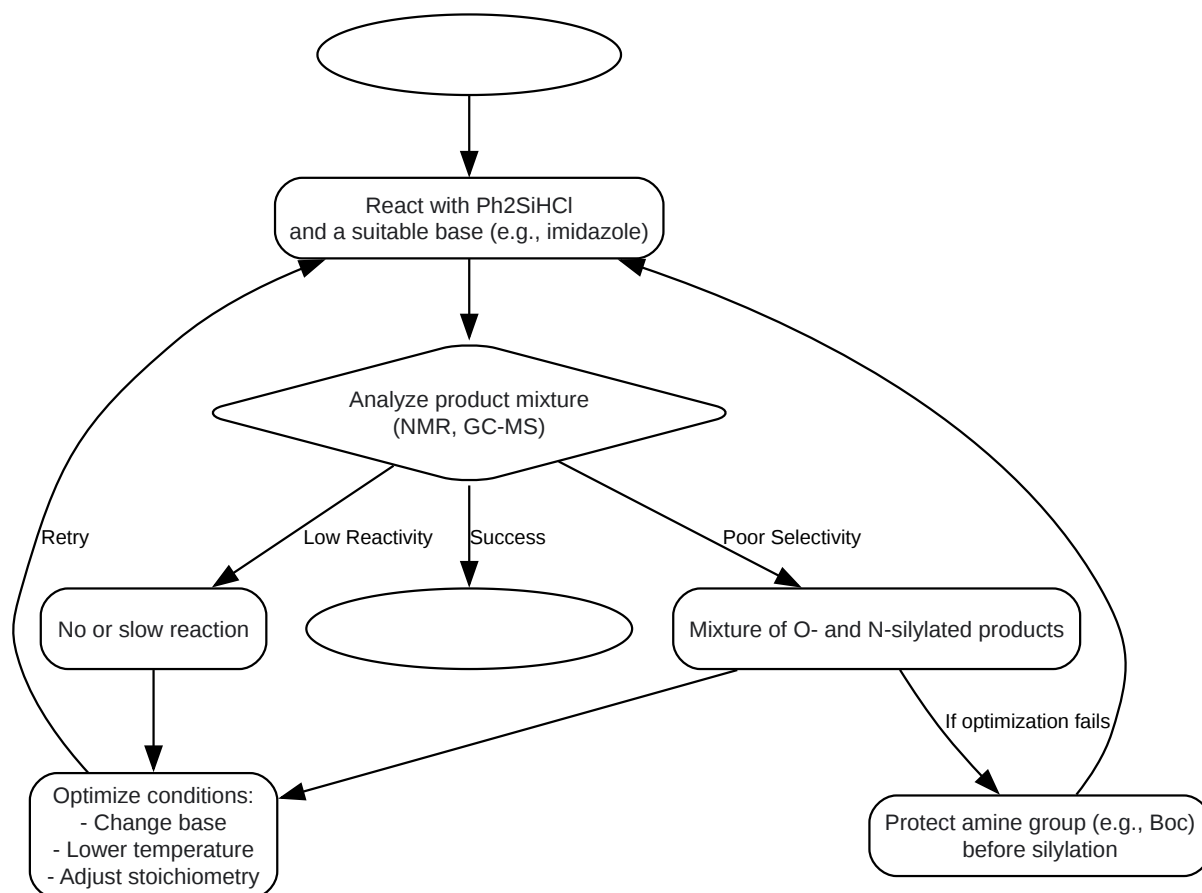 React with Ph2SiHCl
and a suitable base (e.g., imidazole)
Analyze product mixture
(NMR, GC-MS)
Retry
Low Reactivity
Success
Poor Selectivity
No or slow reaction
Mixture of O- and N-silylated products
If optimization fails
Optimize conditions:
- Change base
- Lower temperature
- Adjust stoichiometry
Protect amine group (e.g., Boc)
before silylation